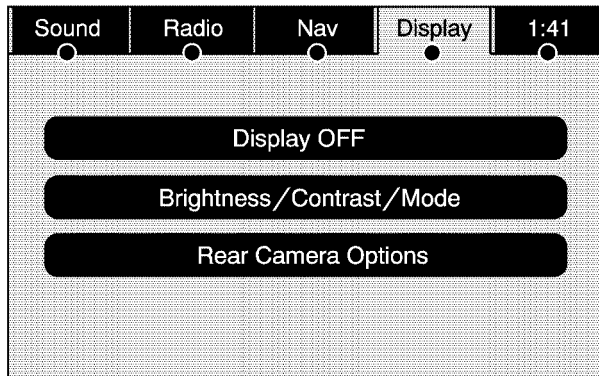 Sound Radio Nav Display 1:41
Display OFF
Brightness/Contrast/Mode
Rear Camera Options